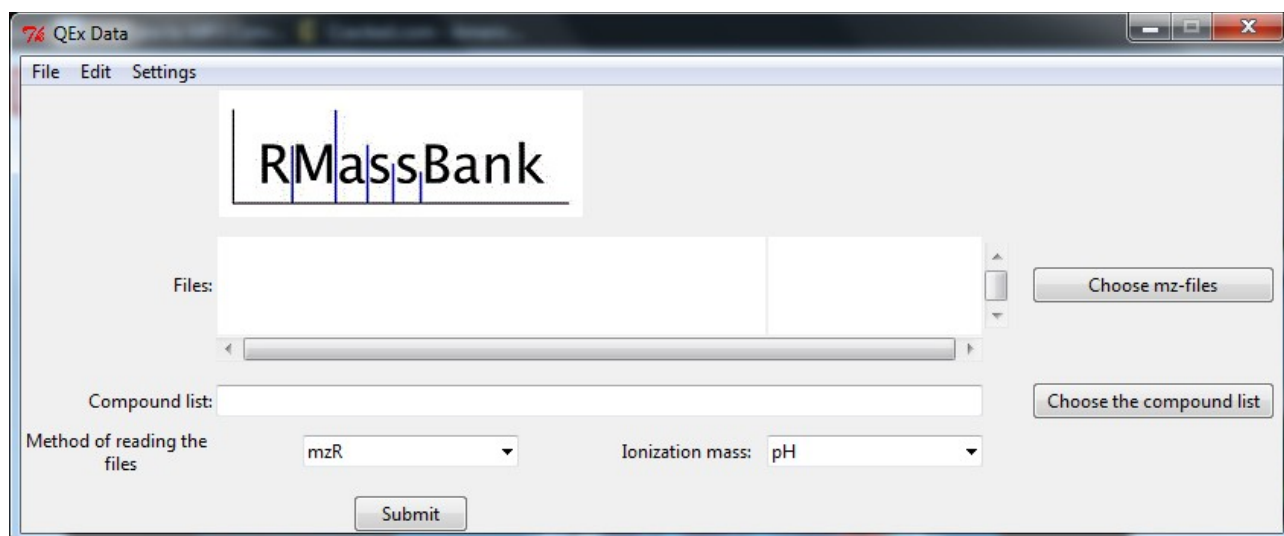 QEx Data
File Edit Settings
RMassBank
Files:
Choose mz-files
Compound list:
Choose the compound list
Method of reading the
files
mzR
Ionization mass:
pH
Submit